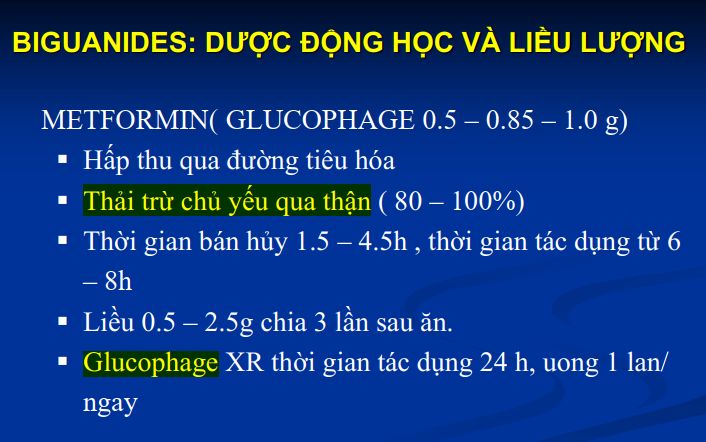 BIGUANIDES: DƯỢC ĐỘNG HỌC VÀ LIỀU LƯỢNG
METFORMIN( GLUCOPHAGE 0.5 – 0.85 – 1.0 g)
▪ Hấp thu qua đường tiêu hóa
▪ Thải trừ chủ yếu qua thận ( 80 – 100%)
▪ Thời gian bán hủy 1.5 – 4.5h , thời gian tác dụng từ 6
– 8h
▪ Liều 0.5 – 2.5g chia 3 lần sau ăn.
▪ Glucophage XR thời gian tác dụng 24 h, uong 1 lan/
ngay